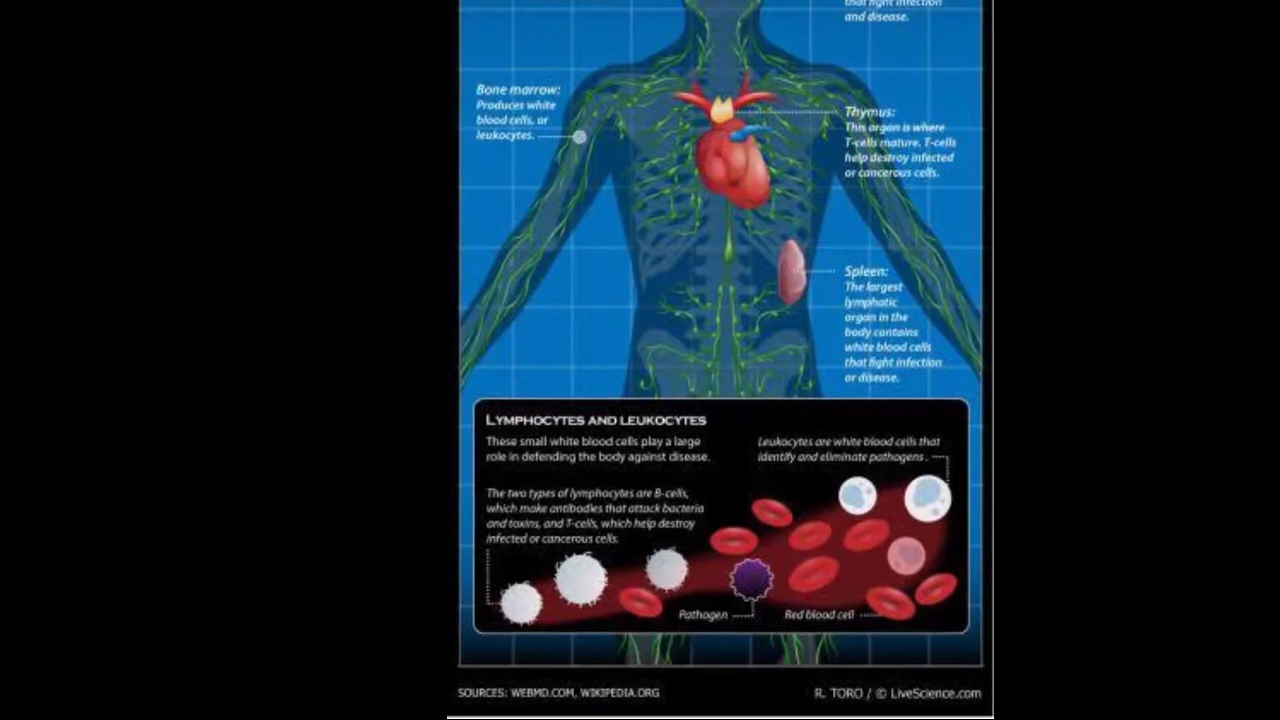 that fight infection
and disease.
Bone marrow:
Produces white
blood cells, or
leukocytes.
Thymus:
This organ is where
T-cells mature. T-cells
help destroy infected
or cancerous cells.
Spleen:
The largest
lymphatic
organ in the
body contains
white blood cells
that fight infection
or disease.
LYMPHOCYTES AND LEUKOCYTES
These small white blood cells play a large
role in defending the body against disease.
Leukocytes are white blood cells that
identify and eliminate pathogens .
The two types of lymphocytes are B-cells,
which make antibodies that attack bacteria
and toxins, and T-cells, which help destroy
infected or cancerous cells.
Pathogen
Red blood cell
SOURCES: WEBMD.COM, WIKIPEDIA.ORG
R. TORO / © LiveScience.com